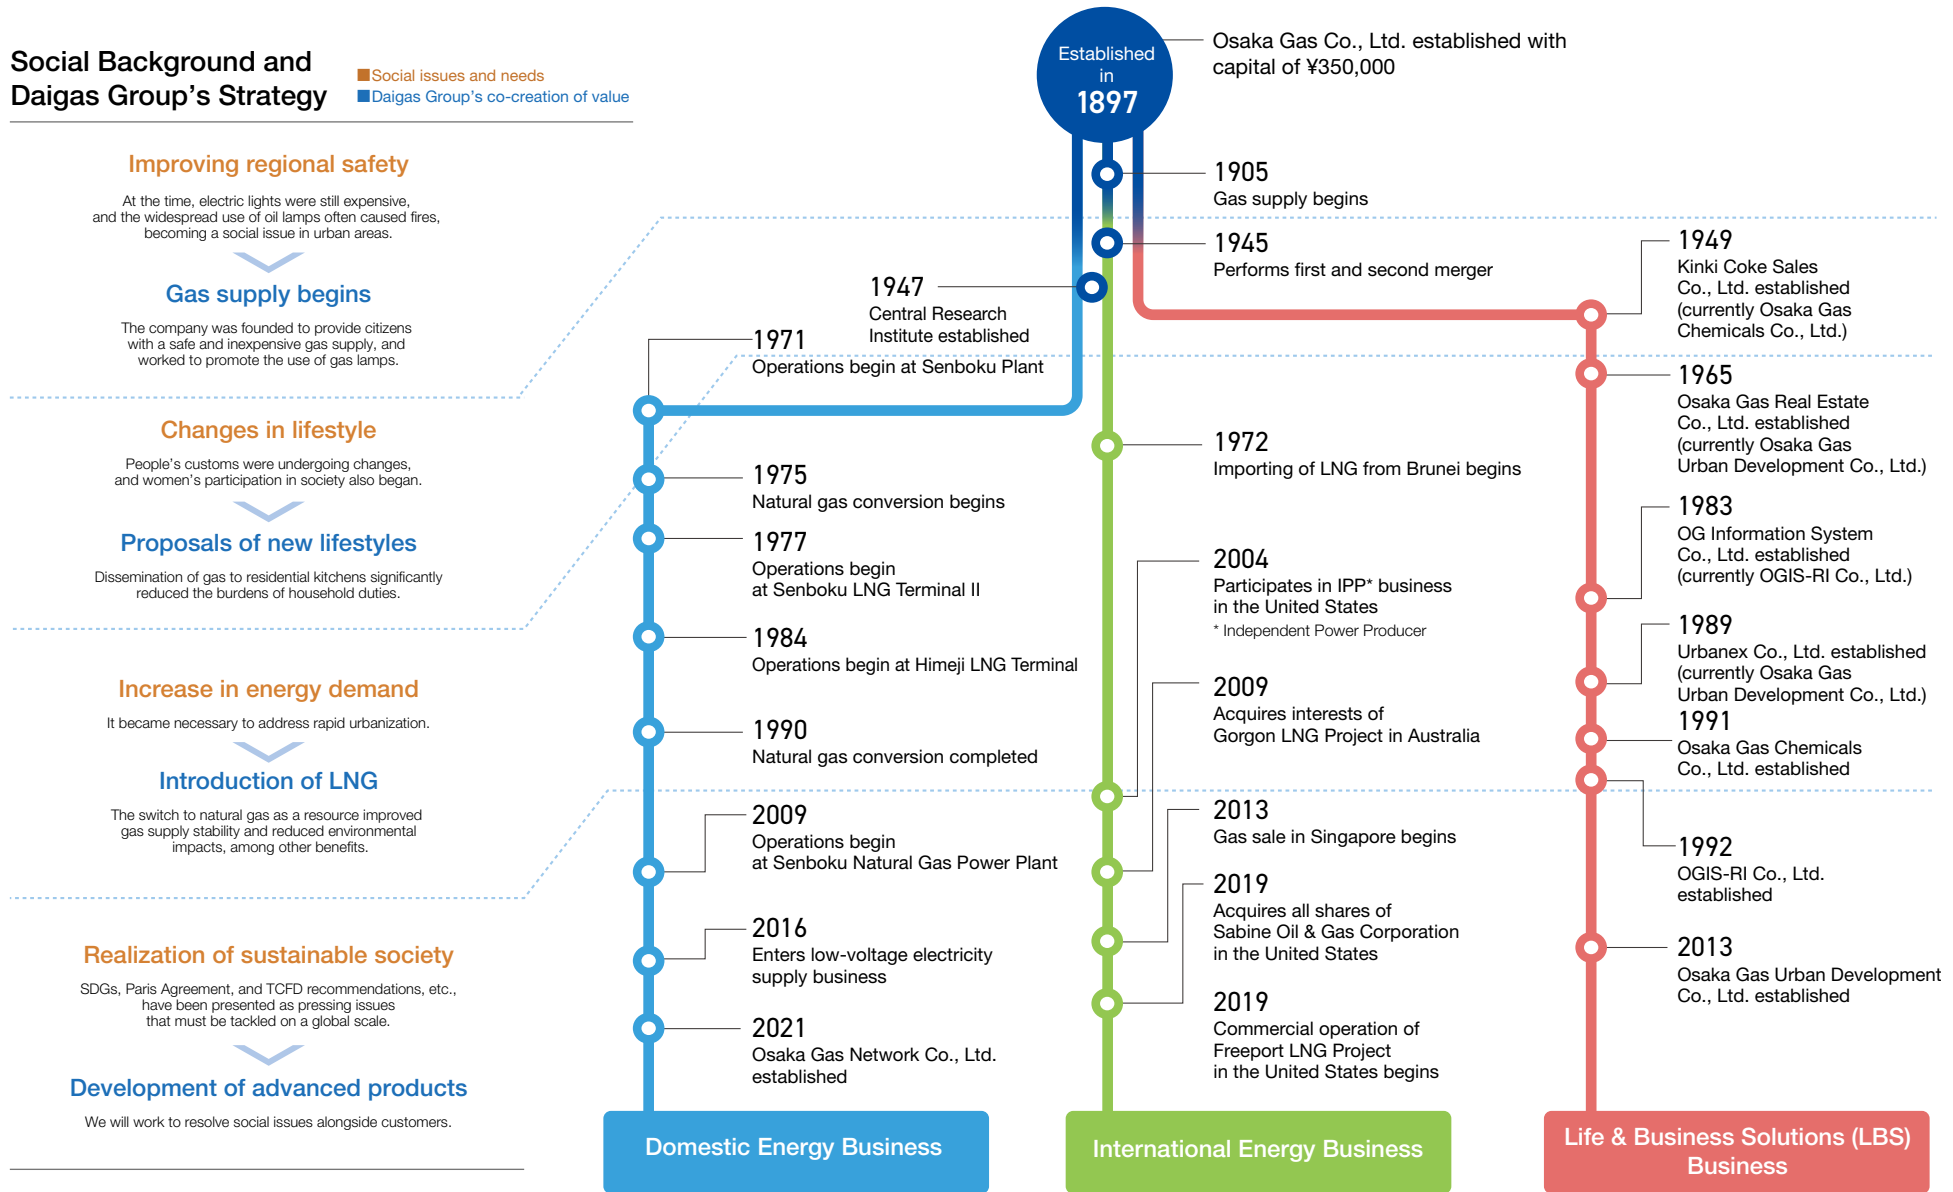 Social Background and
Daigas Group's Strategy
■Social issues and needs
■Daigas Group's co-creation of value
Improving regional safety
At the time, electric lights were still expensive,
and the widespread use of oil lamps often caused fires,
becoming a social issue in urban areas.
Gas supply begins
The company was founded to provide citizens
with a safe and inexpensive gas supply, and
worked to promote the use of gas lamps.
Changes in lifestyle
People's customs were undergoing changes,
and women's participation in society also began.
Proposals of new lifestyles
Dissemination of gas to residential kitchens significantly
reduced the burdens of household duties.
Increase in energy demand
It became necessary to address rapid urbanization.
Introduction of LNG
The switch to natural gas as a resource improved
gas supply stability and reduced environmental
impacts, among other benefits.
Realization of sustainable society
SDGs, Paris Agreement, and TCFD recommendations, etc.,
have been presented as pressing issues
that must be tackled on a global scale.
Development of advanced products
We will work to resolve social issues alongside customers.
Established
in
1897
Osaka Gas Co., Ltd. established with
capital of ¥350,000
1905
Gas supply begins
1945
Performs first and second merger
1947
Central Research
Institute established
1971
Operations begin at Senboku Plant
1975
Natural gas conversion begins
1977
Operations begin
at Senboku LNG Terminal II
1984
Operations begin at Himeji LNG Terminal
1990
Natural gas conversion completed
2009
Operations begin
at Senboku Natural Gas Power Plant
2016
Enters low-voltage electricity
supply business
2021
Osaka Gas Network Co., Ltd.
established
Domestic Energy Business
1972
Importing of LNG from Brunei begins
2004
Participates in IPP* business
in the United States
* Independent Power Producer
2009
Acquires interests of
Gorgon LNG Project in Australia
2013
Gas sale in Singapore begins
2019
Acquires all shares of
Sabine Oil & Gas Corporation
in the United States
2019
Commercial operation of
Freeport LNG Project
in the United States begins
International Energy Business
1949
Kinki Coke Sales
Co., Ltd. established
(currently Osaka Gas
Chemicals Co., Ltd.)
1965
Osaka Gas Real Estate
Co., Ltd. established
(currently Osaka Gas
Urban Development Co., Ltd.)
1983
OG Information System
Co., Ltd. established
(currently OGIS-RI Co., Ltd.)
1989
Urbanex Co., Ltd. established
(currently Osaka Gas
Urban Development Co., Ltd.)
1991
Osaka Gas Chemicals
Co., Ltd. established
1992
OGIS-RI Co., Ltd.
established
2013
Osaka Gas Urban Development
Co., Ltd. established
Life & Business Solutions (LBS)
Business